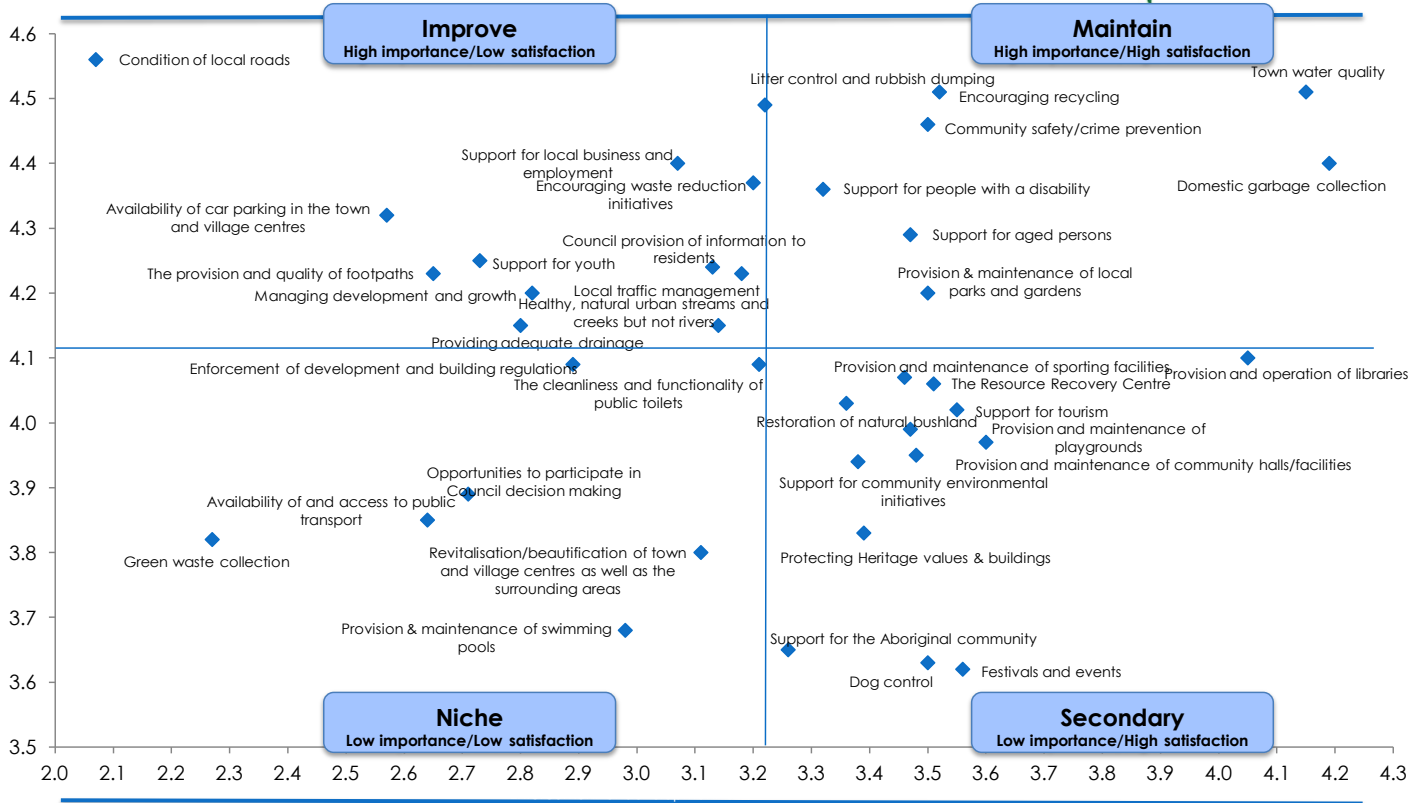 Improve
High importance/Low satisfaction
Maintain
High importance/High satisfaction
4.6
Condition of local roads
Town water quality
Litter control and rubbish dumping
4.5
Encouraging recycling
Community safety/crime prevention
4.4
Support for local business and
employment
Encouraging waste reduction
initiatives
Support for people with a disability
Domestic garbage collection
Availability of car parking in the town
and village centres
4.3
Council provision of information to
residents
Support for aged persons
Support for youth
The provision and quality of footpaths
Provision & maintenance of local
parks and gardens
4.2
Managing development and growth
Local traffic management
Healthy, natural urban streams and
creeks but not rivers
Providing adequate drainage
4.1
Enforcement of development and building regulations
Provision and maintenance of sporting facilities
Provision and operation of libraries
The cleanliness and functionality of
public toilets
The Resource Recovery Centre
4.0
Support for tourism
Restoration of natural bushland
Provision and maintenance of
playgrounds
Provision and maintenance of community halls/facilities
3.9
Opportunities to participate in
Council decision making
Support for community environmental
initiatives
Availability of and access to public
transport
3.8
Green waste collection
Revitalisation/beautification of town
and village centres as well as the
surrounding areas
Protecting Heritage values & buildings
3.7
Provision & maintenance of swimming
pools
Support for the Aboriginal community
3.6
Dog control
Festivals and events
Niche
Low importance/Low satisfaction
Secondary
Low importance/High satisfaction
3.5
2.0 2.1 2.2 2.3 2.4 2.5 2.6 2.7 2.8 2.9 3.0 3.1 3.2 3.3 3.4 3.5 3.6 3.7 3.8 3.9 4.0 4.1 4.2 4.3